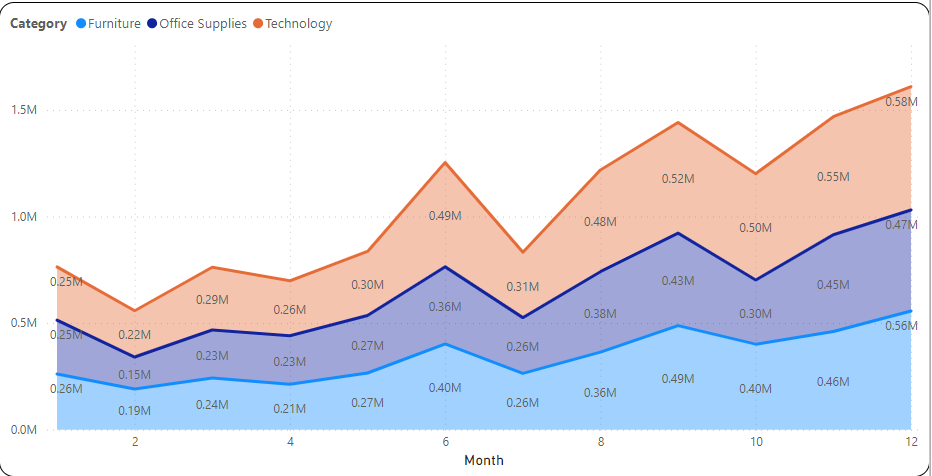 Category Furniture Office Supplies Technology
1.5M
1.0M
0.5M
0.0M
0.58M
0.55M
0.52M
0.50M
0.48M
0.49M
0.31M
0.30M
0.26M
0.29M
0.22M
0.25M
0.47M
0.45M
0.43M
0.30M
0.38M
0.36M
0.26M
0.27M
0.23M
0.23M
0.15M
0.25M
0.56M
0.46M
0.40M
0.49M
0.36M
0.26M
0.40M
0.27M
0.21M
0.24M
0.19M
0.26M
2 4 6 8 10 12
Month